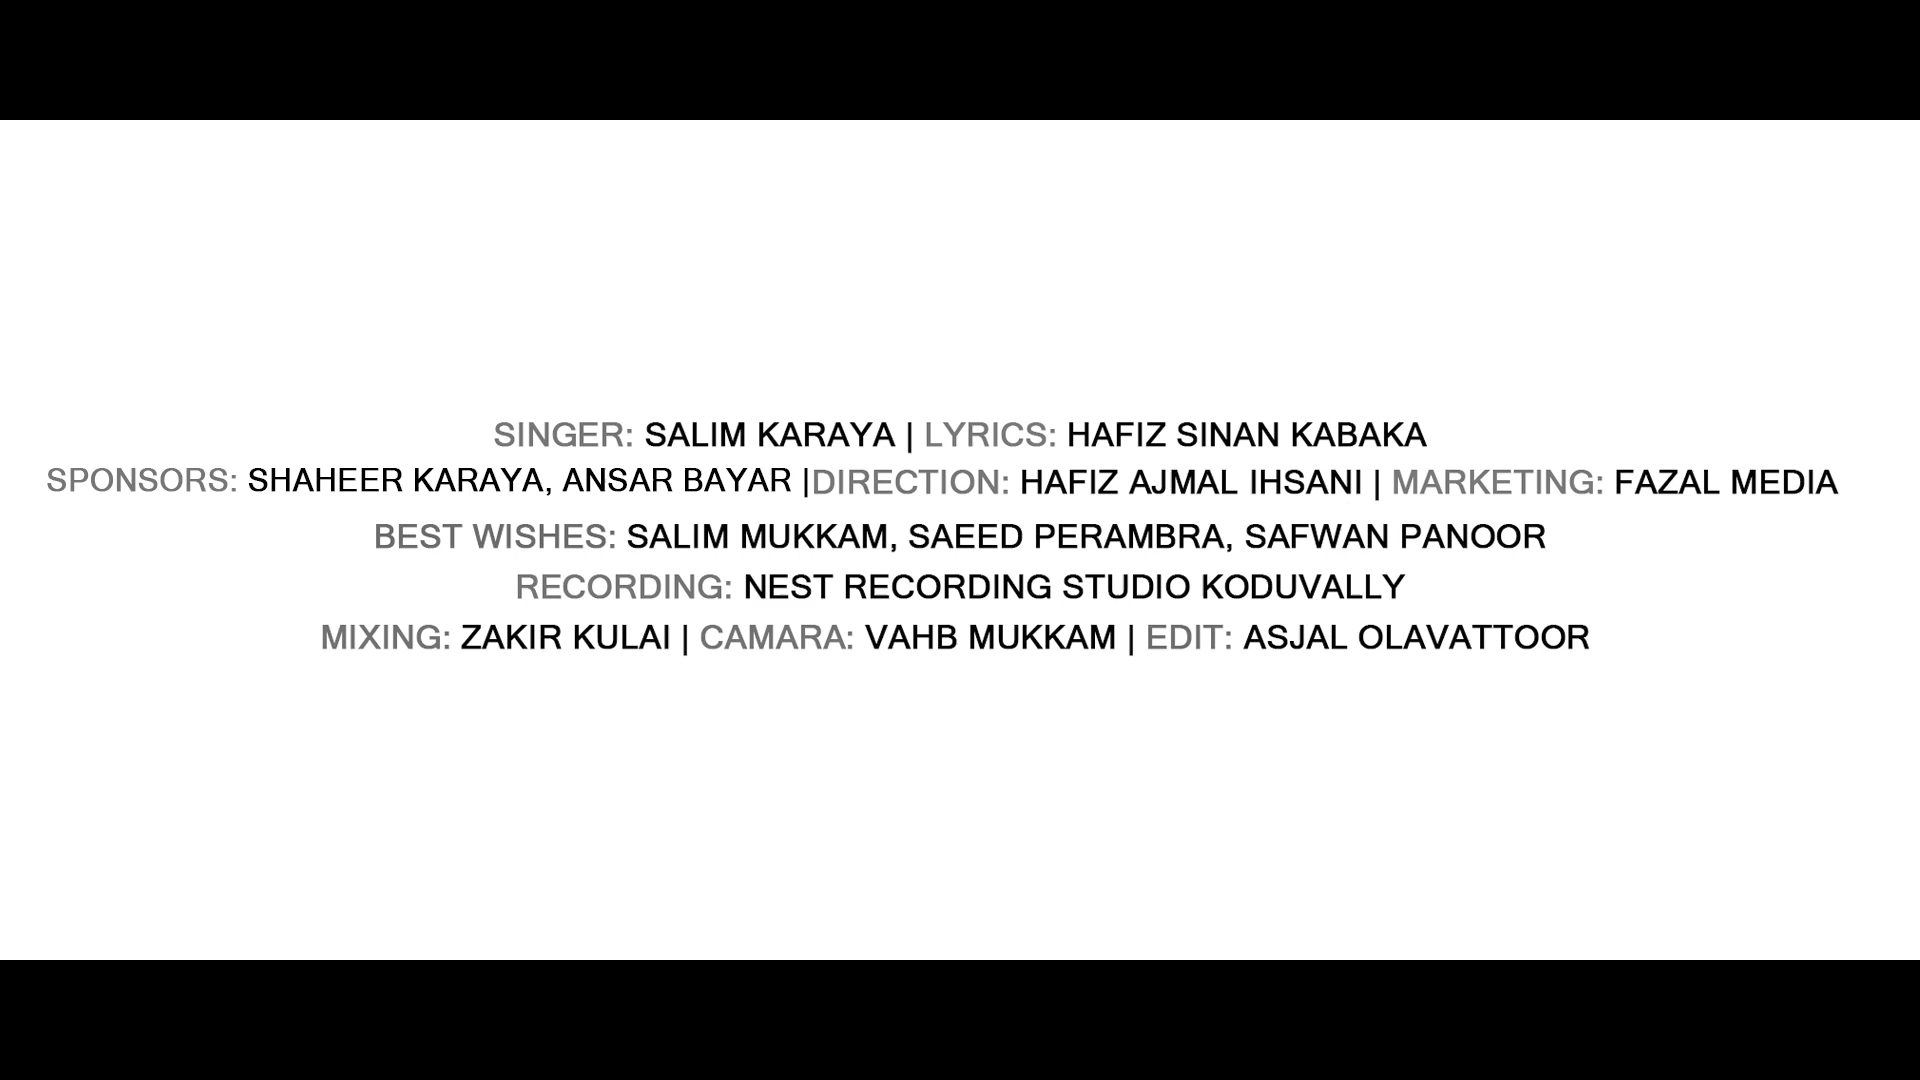 SINGER: SALIM KARAYA | LYRICS: HAFIZ SINAN KABAKA
SPONSORS: SHAHEER KARAYA, ANSAR BAYAR |DIRECTION: HAFIZ AJMAL IHSANI | MARKETING: FAZAL MEDIA
BEST WISHES: SALIM MUKKAM, SAEED PERAMBRA, SAFWAN PANOOR
RECORDING: NEST RECORDING STUDIO KODUVALLY
MIXING: ZAKIR KULAI | CAMARA: VAHB MUKKAM | EDIT: ASJAL OLAVATTOOR